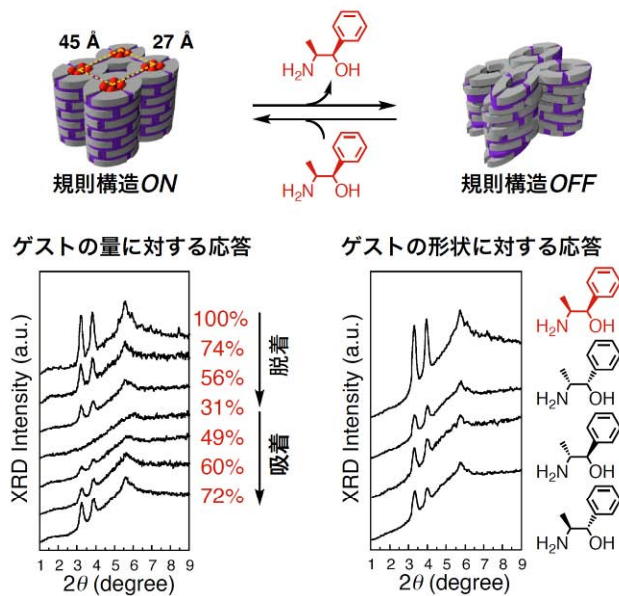 45 Å 27 Å
H₂N OH
H₂N OH
規則構造ON
規則構造OFF
ゲストの量に対する応答
XRD Intensity (a.u.)
100%
74%
56%
31%
49%
60%
72%
脱着
吸着
1 2 3 4 5 6 7 8 9
2θ (degree)
ゲストの形状に対する応答
XRD Intensity (a.u.)
H₂N OH
H₂N OH
H₂N OH
H₂N OH
1 2 3 4 5 6 7 8 9
2θ (degree)